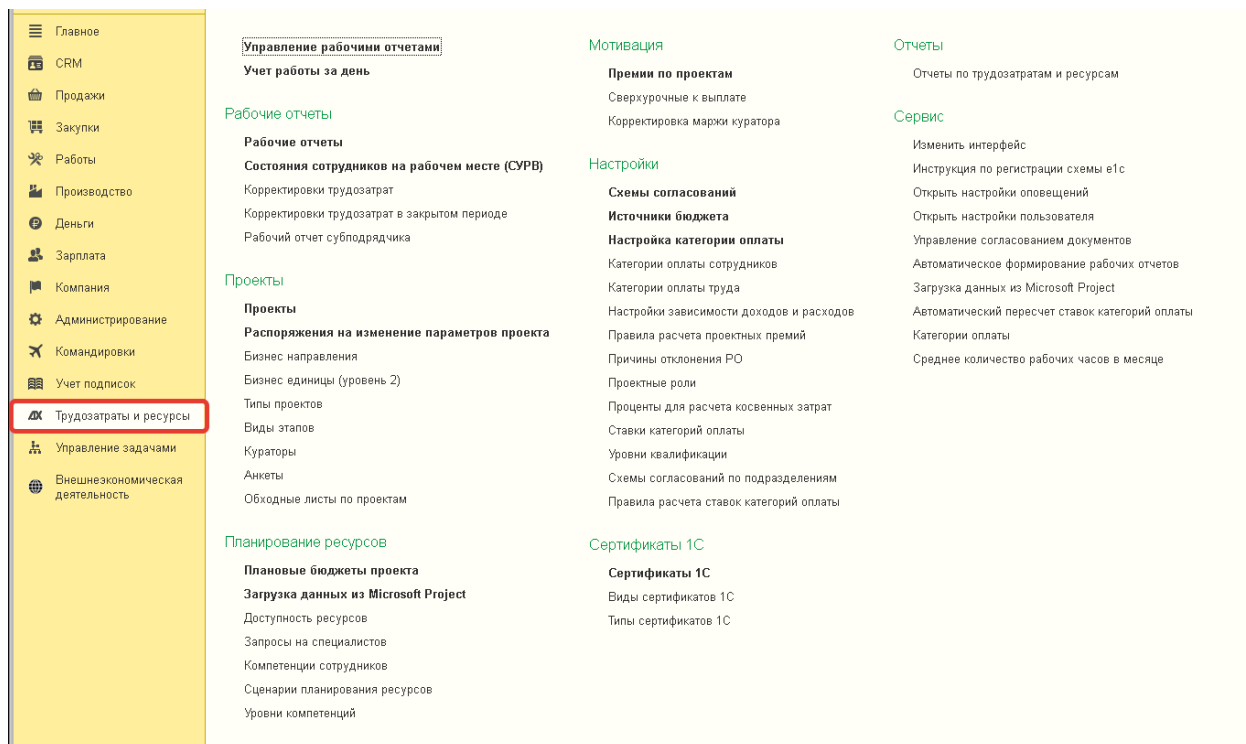 Главное
CRM
Продажи
Закупки
Работы
Производство
Деньги
Зарплата
Компания
Администрирование
Командировки
Учет подписок
Трудозатраты и ресурсы
Управление задачами
Внешнеэкономическая
деятельность
Управление рабочими отчетами
Учет работы за день
Рабочие отчеты
Рабочие отчеты
Состояния сотрудников на рабочем месте (СУРВ)
Корректировки трудозатрат
Корректировки трудозатрат в закрытом периоде
Рабочий отчет субподрядчика
Проекты
Проекты
Распоряжения на изменение параметров проекта
Бизнес направления
Бизнес единицы (уровень 2)
Типы проектов
Виды этапов
Кураторы
Анкеты
Обходные листы по проектам
Планирование ресурсов
Плановые бюджеты проекта
Загрузка данных из Microsoft Project
Доступность ресурсов
Запросы на специалистов
Компетенции сотрудников
Сценарии планирования ресурсов
Уровни компетенций
Мотивация
Премии по проектам
Сверхурочные к выплате
Корректировка маржи куратора
Настройки
Схемы согласований
Источники бюджета
Настройка категории оплаты
Категории оплаты сотрудников
Категории оплаты труда
Настройки зависимости доходов и расходов
Правила расчета проектных премий
Причины отклонения РО
Проектные роли
Проценты для расчета косвенных затрат
Ставки категорий оплаты
Уровни квалификации
Схемы согласований по подразделениям
Правила расчета ставок категорий оплаты
Сертификаты 1С
Сертификаты 1С
Виды сертификатов 1С
Типы сертификатов 1С
Отчеты
Отчеты по трудозатратам и ресурсам
Сервис
Изменить интерфейс
Инструкция по регистрации схемы e1c
Открыть настройки оповещений
Открыть настройки пользователя
Управление согласованием документов
Автоматическое формирование рабочих отчетов
Загрузка данных из Microsoft Project
Автоматический пересчет ставок категорий оплаты
Категории оплаты
Среднее количество рабочих часов в месяце